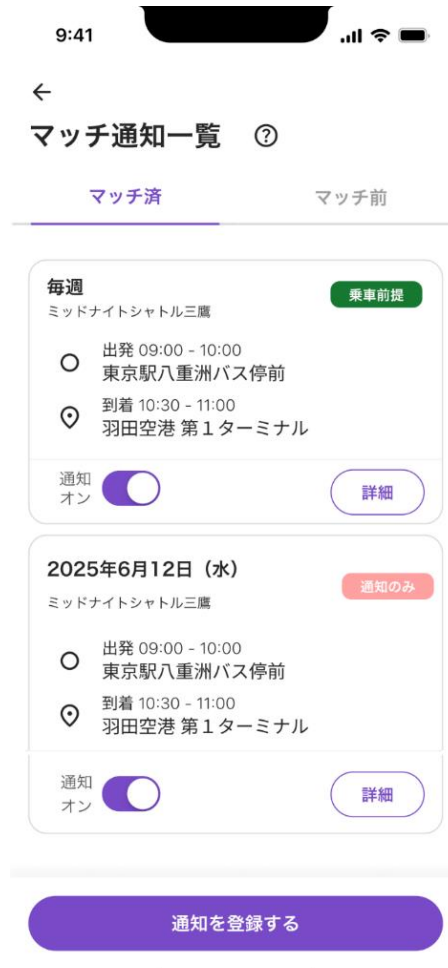 9:41
マッチ通知一覧
マッチ済 マッチ前
毎週 乗車前提
ミッドナイトシャトル三鷹
出発 09:00 - 10:00
東京駅八重洲バス停前
到着 10:30 - 11:00
羽田空港 第１ターミナル
通知
オン
詳細
2025年6月12日（水）
通知のみ
ミッドナイトシャトル三鷹
出発 09:00 - 10:00
東京駅八重洲バス停前
到着 10:30 - 11:00
羽田空港 第１ターミナル
通知
オン
詳細
通知を登録する